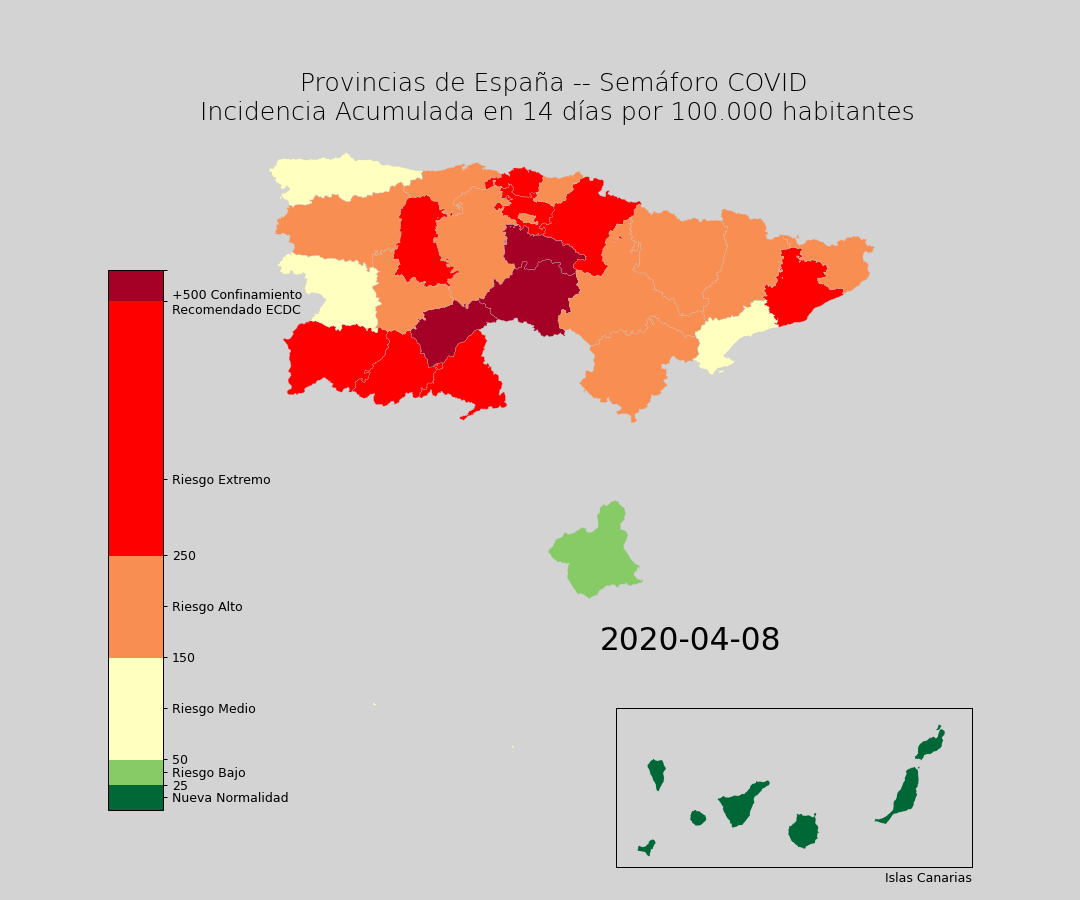 Provincias de España -- Semáforo COVID
Incidencia Acumulada en 14 días por 100.000 habitantes
+500 Confinamiento
Recomendado ECDC
Riesgo Extremo
250
Riesgo Alto
150
Riesgo Medio
50
Riesgo Bajo
25
Nueva Normalidad
2020-04-08
Islas Canarias